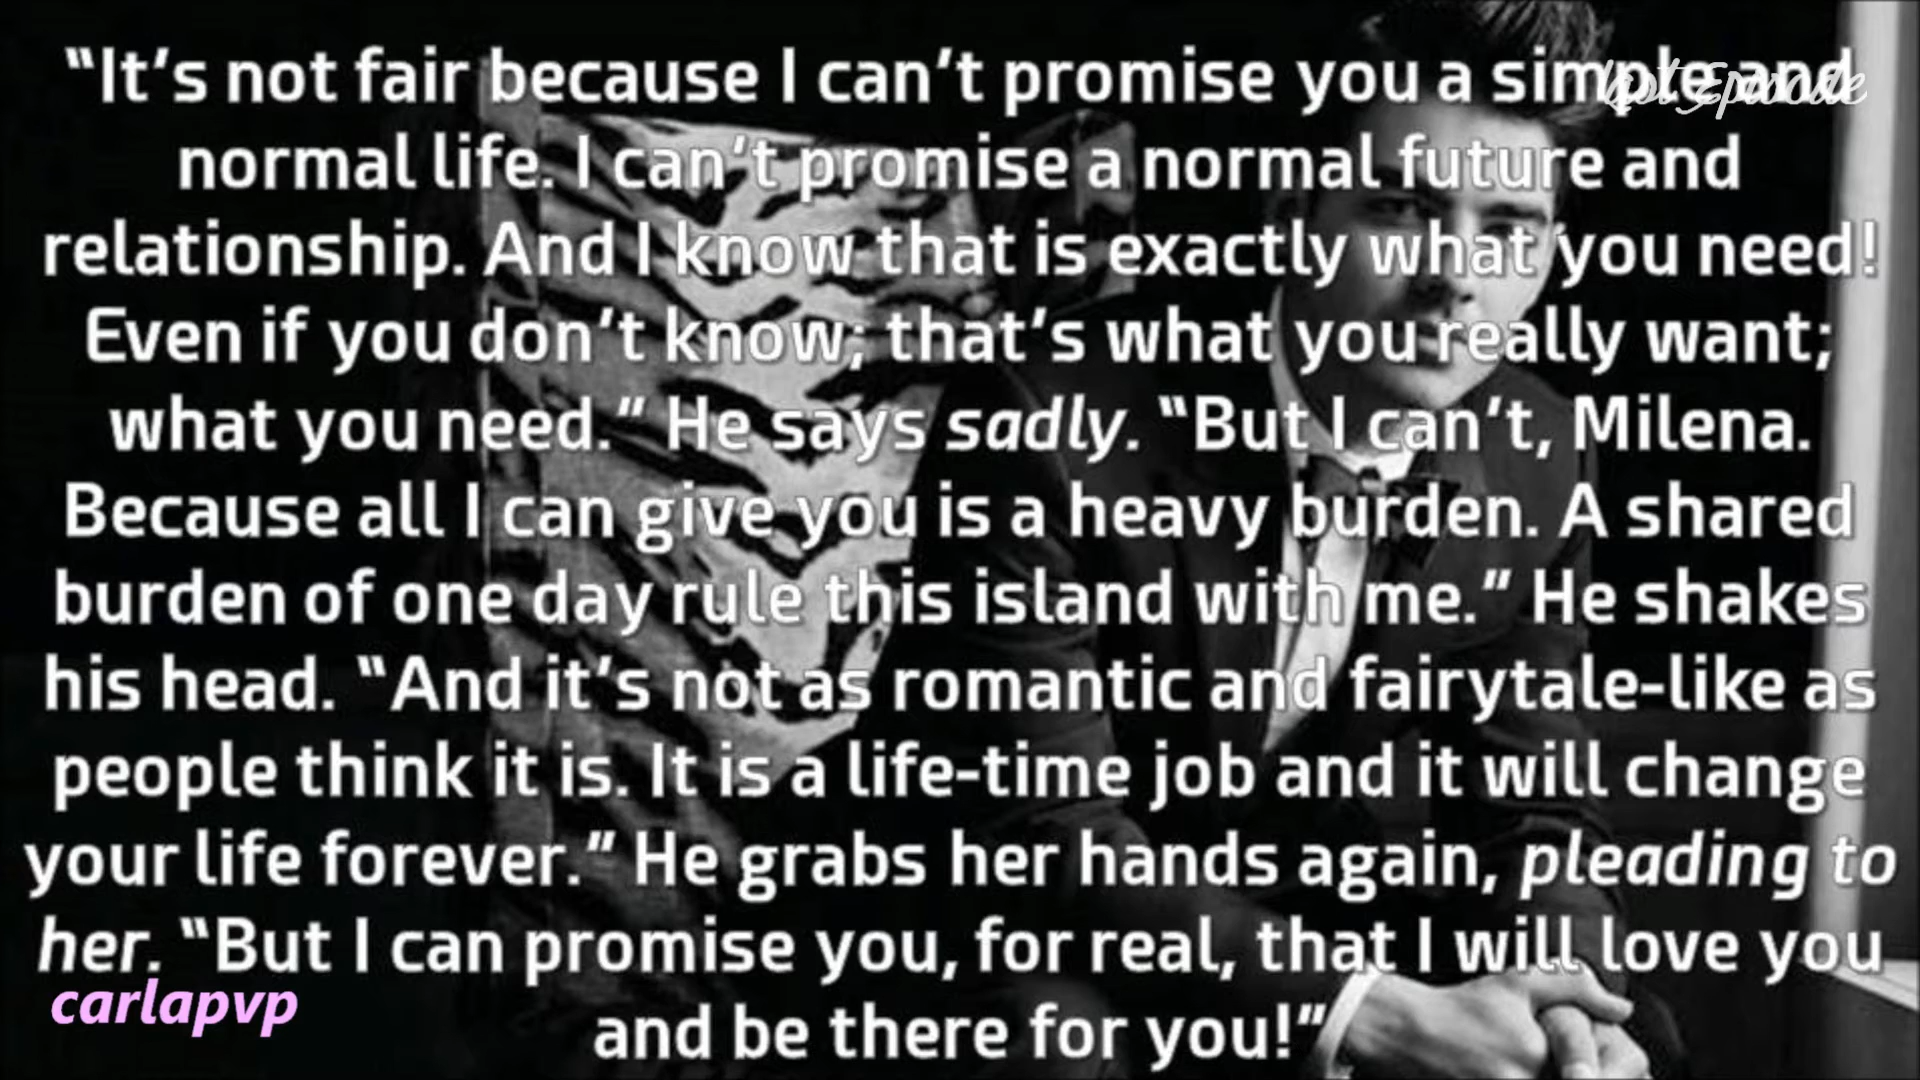 “It’s not fair because I can’t promise you a simple and
normal life. I can’t promise a normal future and
relationship. And I know that is exactly what you need!
Even if you don’t know; that’s what you really want;
what you need.” He says sadly. “But I can’t, Milena.
Because all I can give you is a heavy burden. A shared
burden of one day rule this island with me.” He shakes
his head. “And it’s not as romantic and fairytale-like as
people think it is. It is a life-time job and it will change
your life forever.” He grabs her hands again, pleading to
her. “But I can promise you, for real, that I will love you
and be there for you!”
carlapvp
Episode